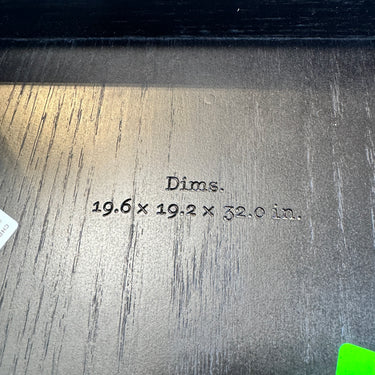 Dims.
19.6 × 19.2 × 32.0 in.